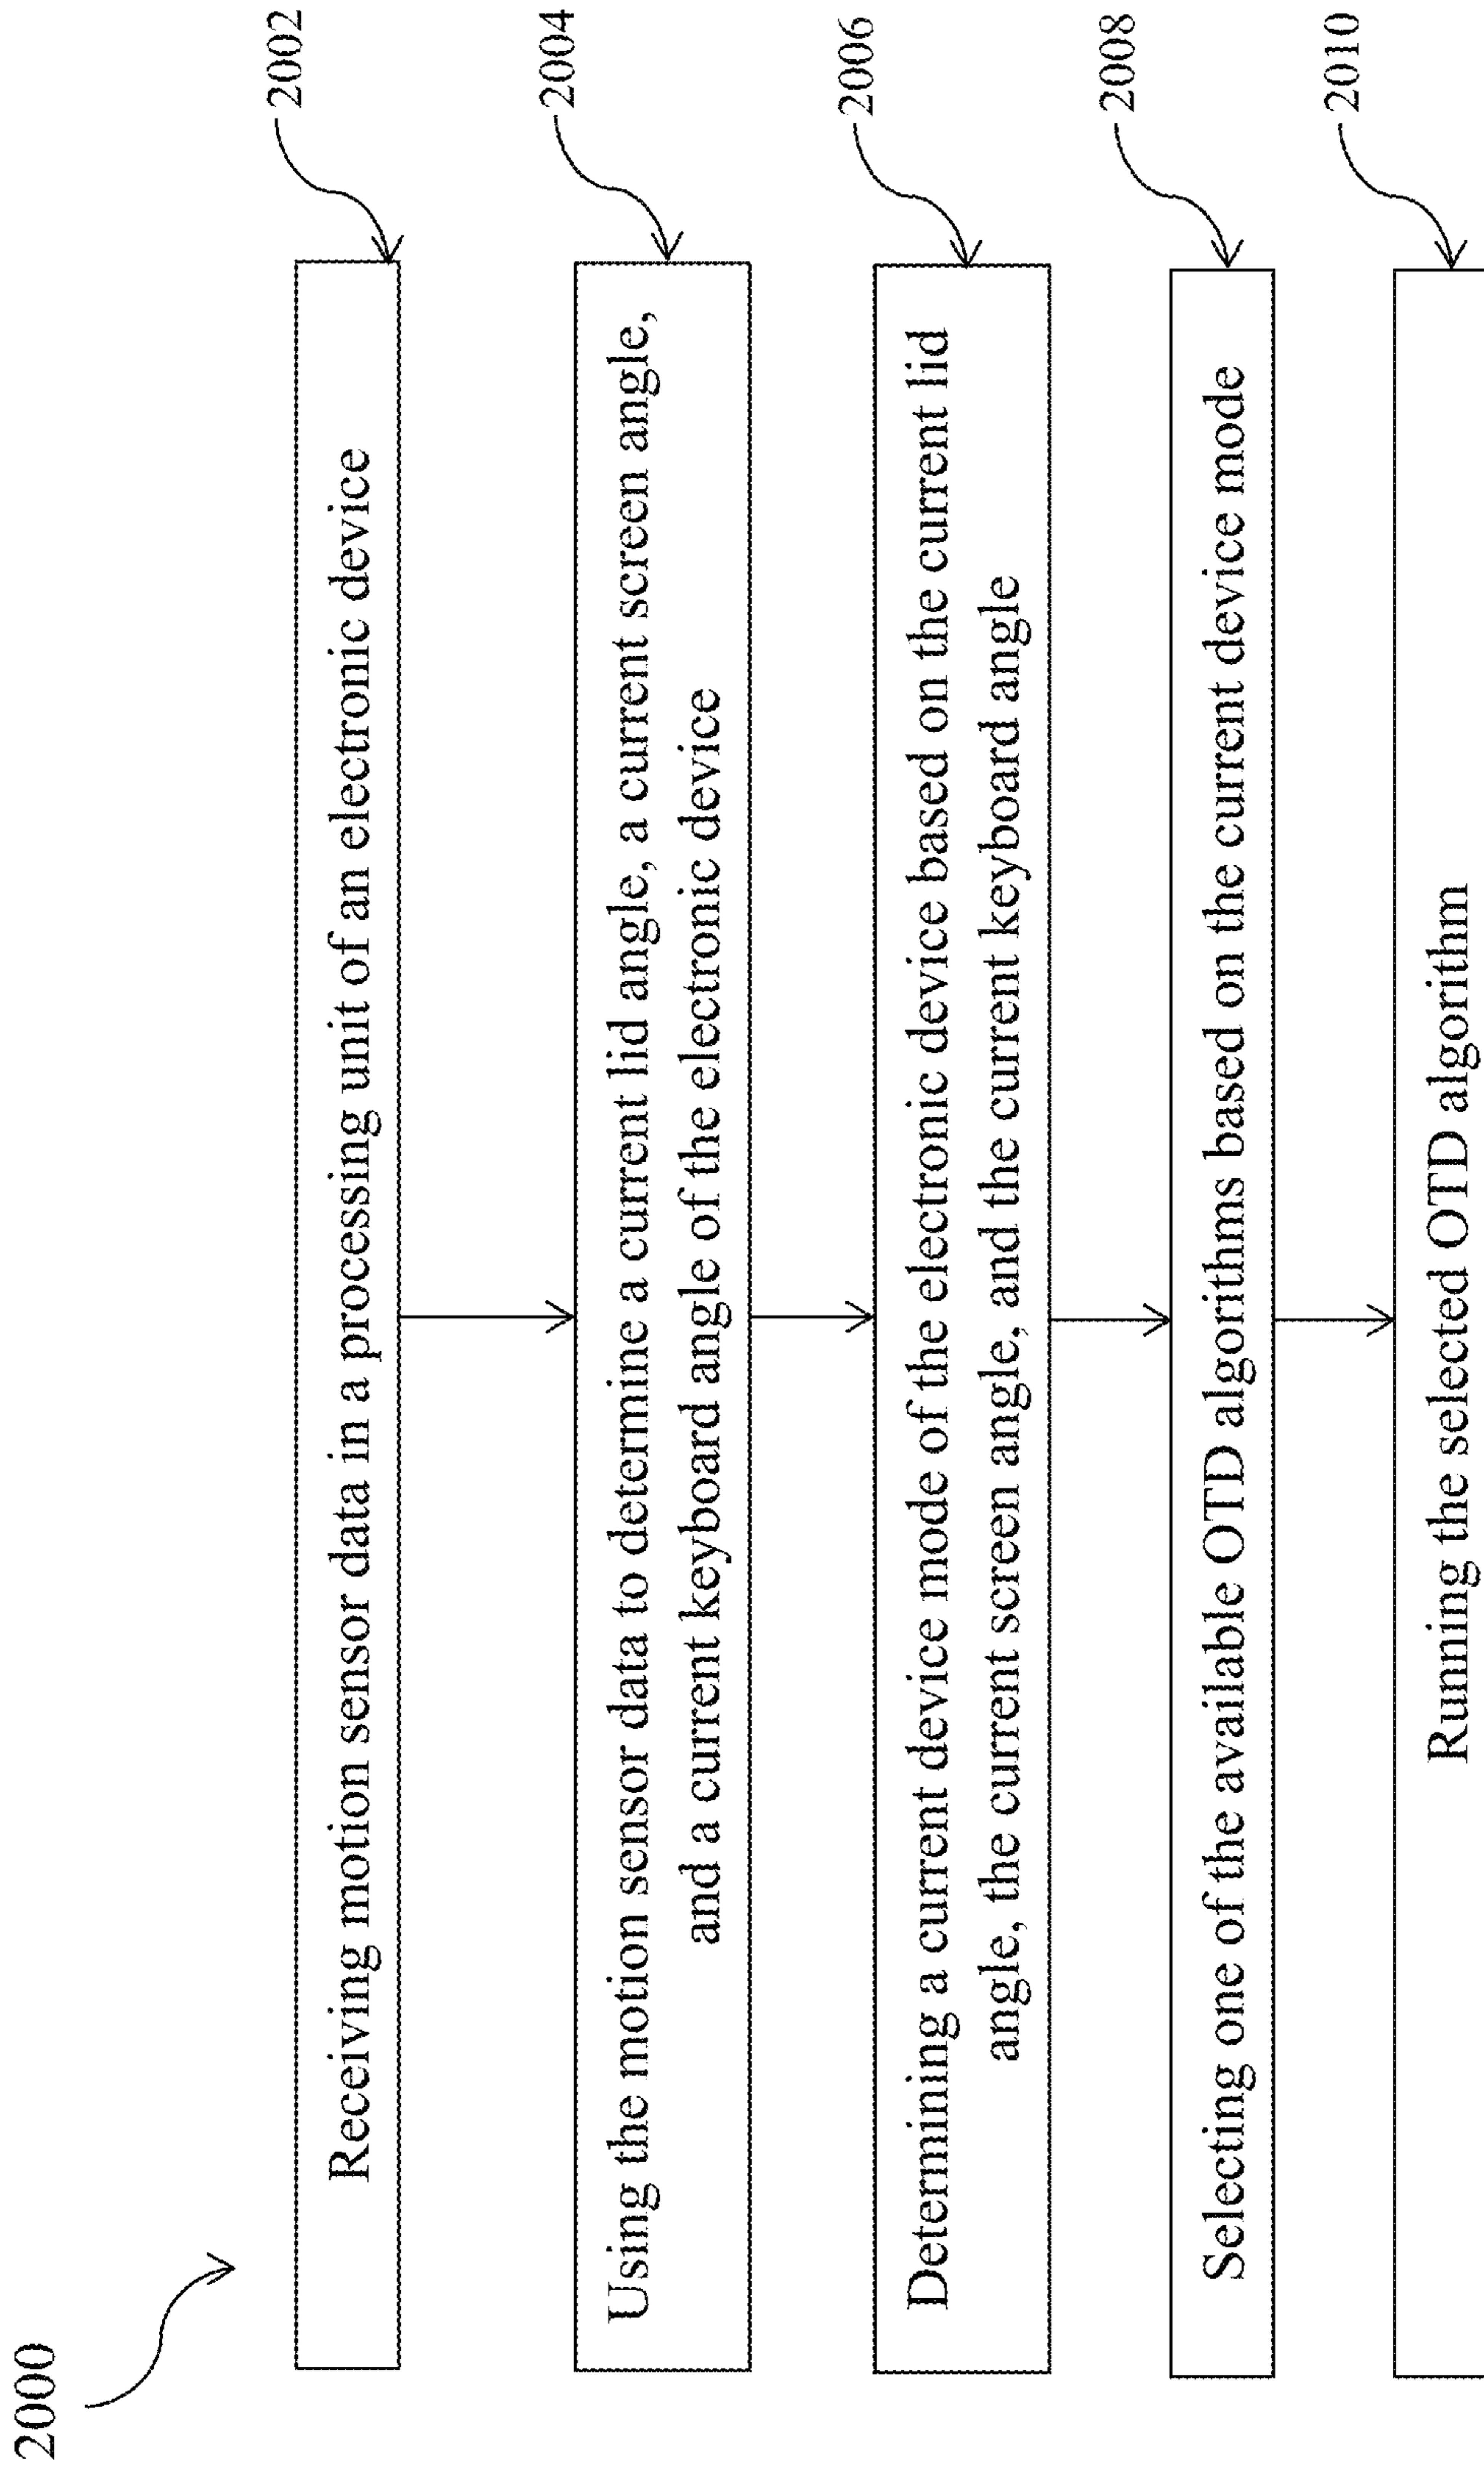 2000
2002
Receiving motion sensor data in a processing unit of an electronic device
2004
Using the motion sensor data to determine a current lid angle, a current screen angle,
and a current keyboard angle of the electronic device
2006
Determining a current device mode of the electronic device based on the current lid
angle, the current screen angle, and the current keyboard angle
2008
Selecting one of the available OTD algorithms based on the current device mode
2010
Running the selected OTD algorithm